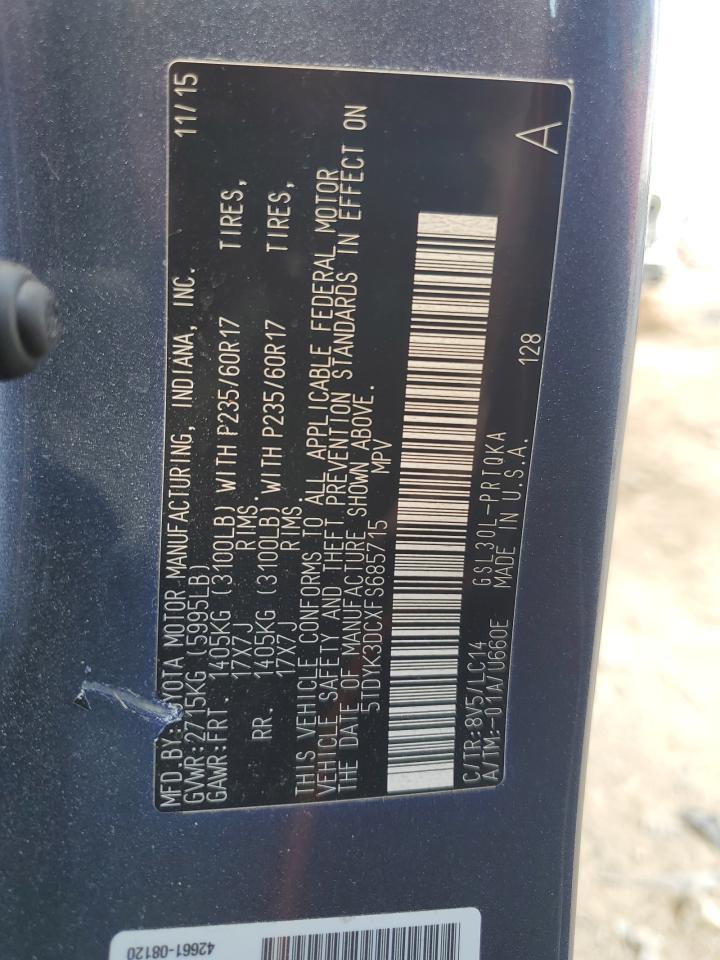 MFD.BY: TOYOTA MOTOR MANUFACTURING, INDIANA, INC. 11/15
GVWR:2715KG (5995LB)
GAWR:FRT. 1405KG (3100LB) WITH P235/60R17 TIRES,
17X7J RIMS
RR. 1405KG (3100LB) WITH P235/60R17 TIRES,
17X7J RIMS.
THIS VEHICLE CONFORMS TO ALL APPLICABLE FEDERAL MOTOR
VEHICLE SAFETY AND THEFT PREVENTION STANDARDS IN EFFECT ON
THE DATE OF MANUFACTURE SHOWN ABOVE.
5TDYK3DCXFS685715 MPV
C/TR:8V5/LC14 GSL30L-PRTQKA 128 A
A/TM:-01A/U660E MADE IN U.S.A.
42661-08120